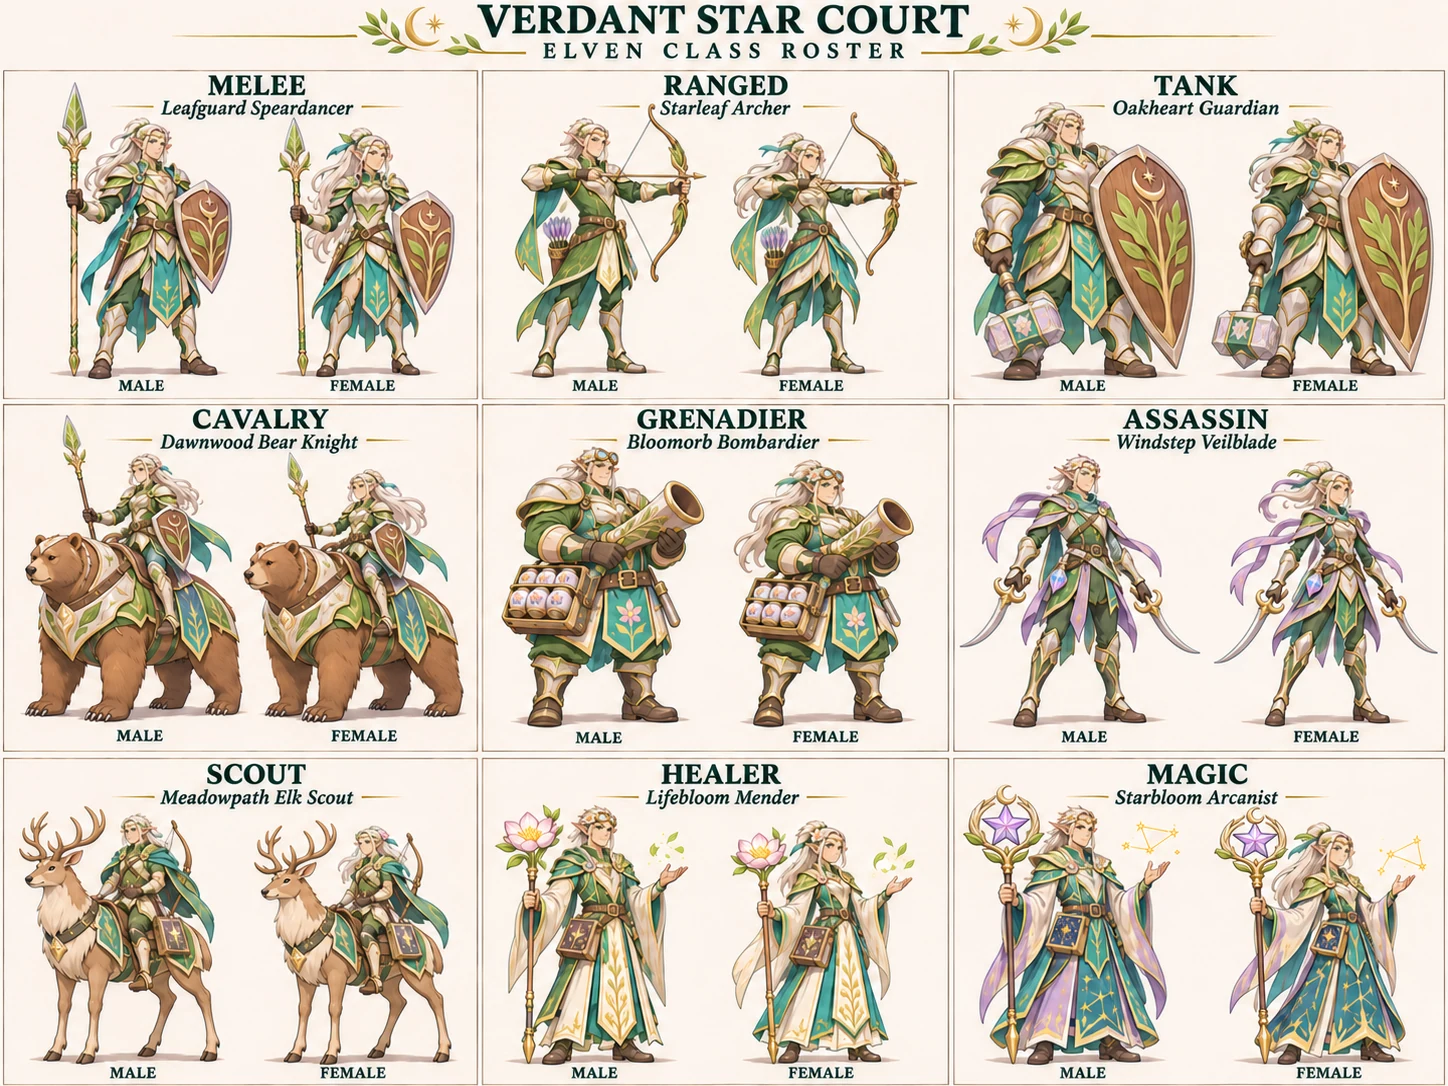 VERDANT STAR COURT
ELVEN CLASS ROSTER
MELEE
Leafguard Speardancer
MALE
FEMALE
RANGED
Starleaf Archer
MALE
FEMALE
TANK
Oakheart Guardian
MALE
FEMALE
CAVALRY
Dawnwood Bear Knight
MALE
FEMALE
GRENADIER
Bloomorb Bombardier
MALE
FEMALE
ASSASSIN
Windstep Veilblade
MALE
FEMALE
SCOUT
Meadowpath Elk Scout
MALE
FEMALE
HEALER
Lifebloom Mender
MALE
FEMALE
MAGIC
Starbloom Arcanist
MALE
FEMALE